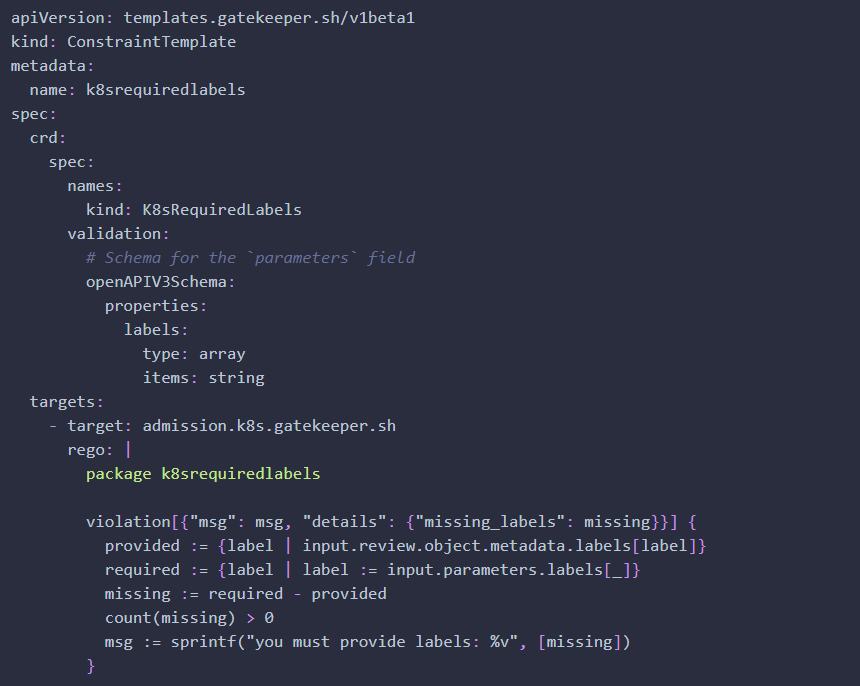 apiVersion: templates.gatekeeper.sh/v1beta1
kind: ConstraintTemplate
metadata:
  name: k8srequiredlabels
spec:
  crd:
    spec:
      names:
        kind: K8sRequiredLabels
      validation:
        # Schema for the `parameters` field
        openAPIV3Schema:
          properties:
            labels:
              type: array
              items: string
  targets:
    - target: admission.k8s.gatekeeper.sh
      rego: |
        package k8srequiredlabels

        violation[{"msg": msg, "details": {"missing_labels": missing}}] {
          provided := {label | input.review.object.metadata.labels[label]}
          required := {label | label := input.parameters.labels[_]}
          missing := required - provided
          count(missing) > 0
          msg := sprintf("you must provide labels: %v", [missing])
        }